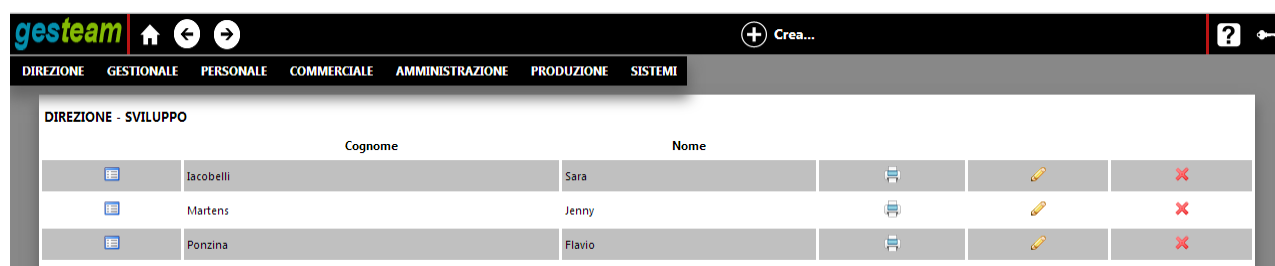 gesteam Crea... ?
DIREZIONE GESTIONALE PERSONALE COMMERCIALE AMMINISTRAZIONE PRODUZIONE SISTEMI
DIREZIONE - SVILUPPO
Cognome Nome
Iacobelli Sara
Martens Jenny
Ponzina Flavio